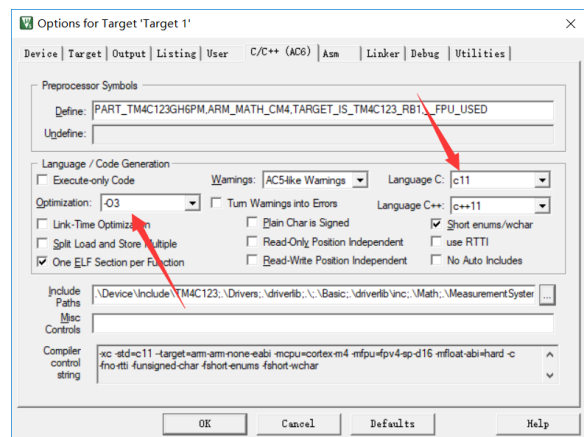 Options for Target 'Target 1'
Device Target Output Listing User C/C++ (AC6) Asm Linker Debug Utilities
Preprocessor Symbols
Define: PART_TM4C123GH6PM,ARM_MATH_CM4,TARGET_IS_TM4C123_RB1,__FPU_USED
Undefine:
Language / Code Generation
Execute-only Code Warnings: AC5-like Warnings Language C: c11
Optimization: -O3 Turn Warnings into Errors Language C++: c++11
Link-Time Optimization Plain Char is Signed Short enums/wchar
Split Load and Store Multiple Read-Only Position Independent use RTTI
One ELF Section per Function Read-Write Position Independent No Auto Includes
Include Paths .\Device\Include\TM4C123;.\Drivers;.\driverlib;.\;.\Basic;.\driverlib\inc;.\Math;.\MeasurementSyster ...
Misc Controls
Compiler control string -xc -std=c11 --target=arm-arm-none-eabi -mcpu=cortex-m4 -mfpu=fpv4-sp-d16 -mfloat-abi=hard -c
-fno-rtti -funsigned-char -fshort-enums -fshort-wchar
OK Cancel Defaults Help